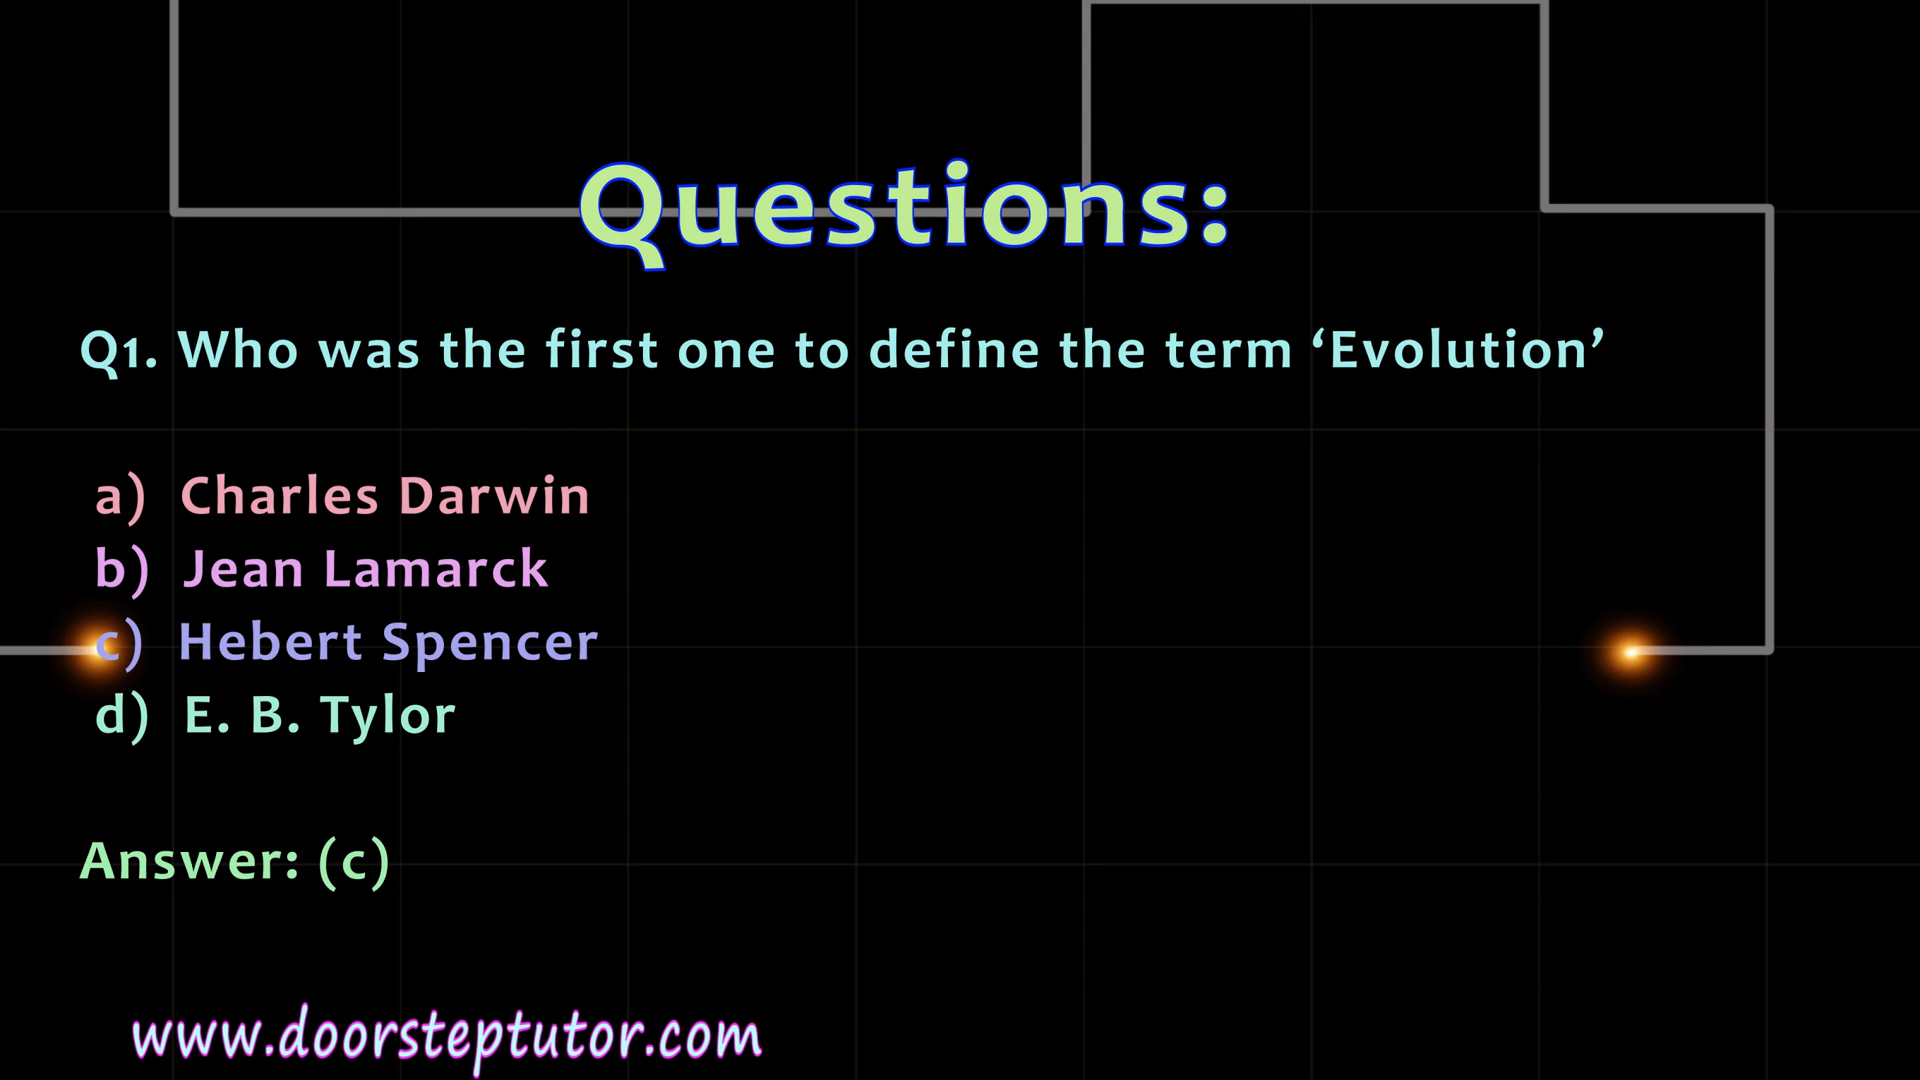 Questions:
Q1. Who was the first one to define the term ‘Evolution’
a) Charles Darwin
b) Jean Lamarck
c) Hebert Spencer
d) E. B. Tylor
Answer: (c)
www.doorsteptutor.com